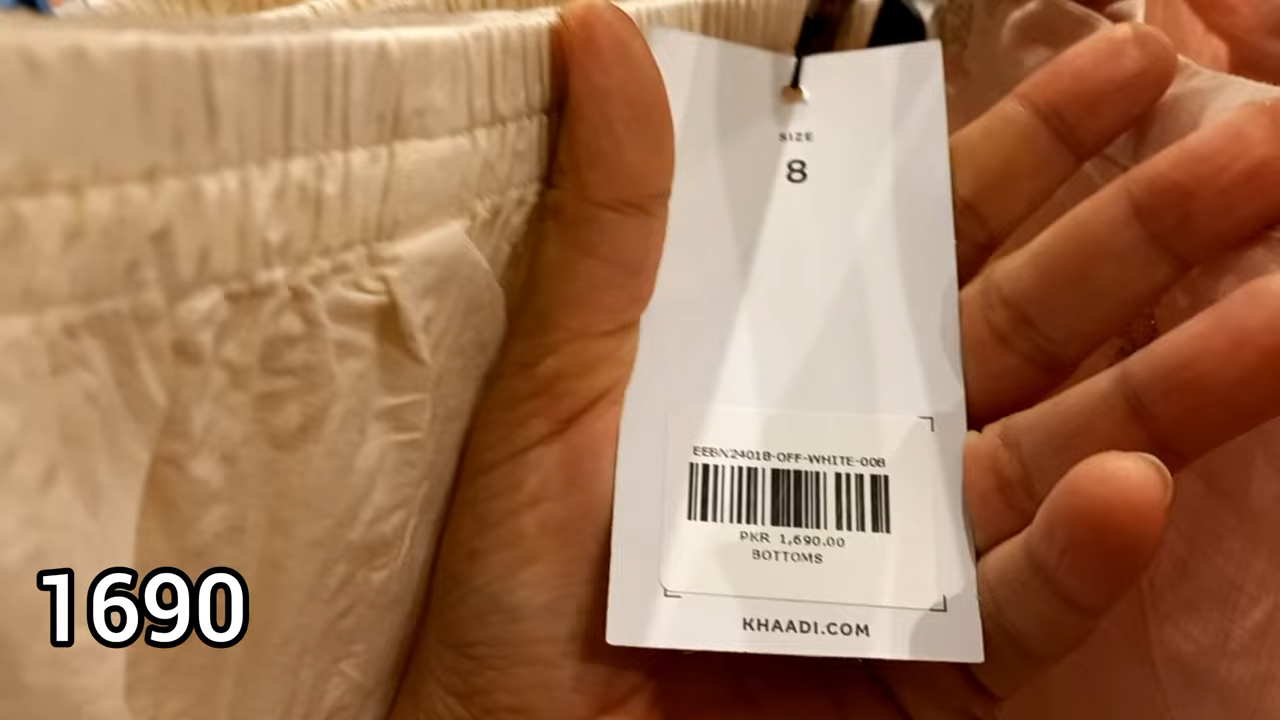 SIZE
8
EEBN24018-OFF-WHITE-008
PKR 1,690.00
BOTTOMS
KHAADI.COM
1690